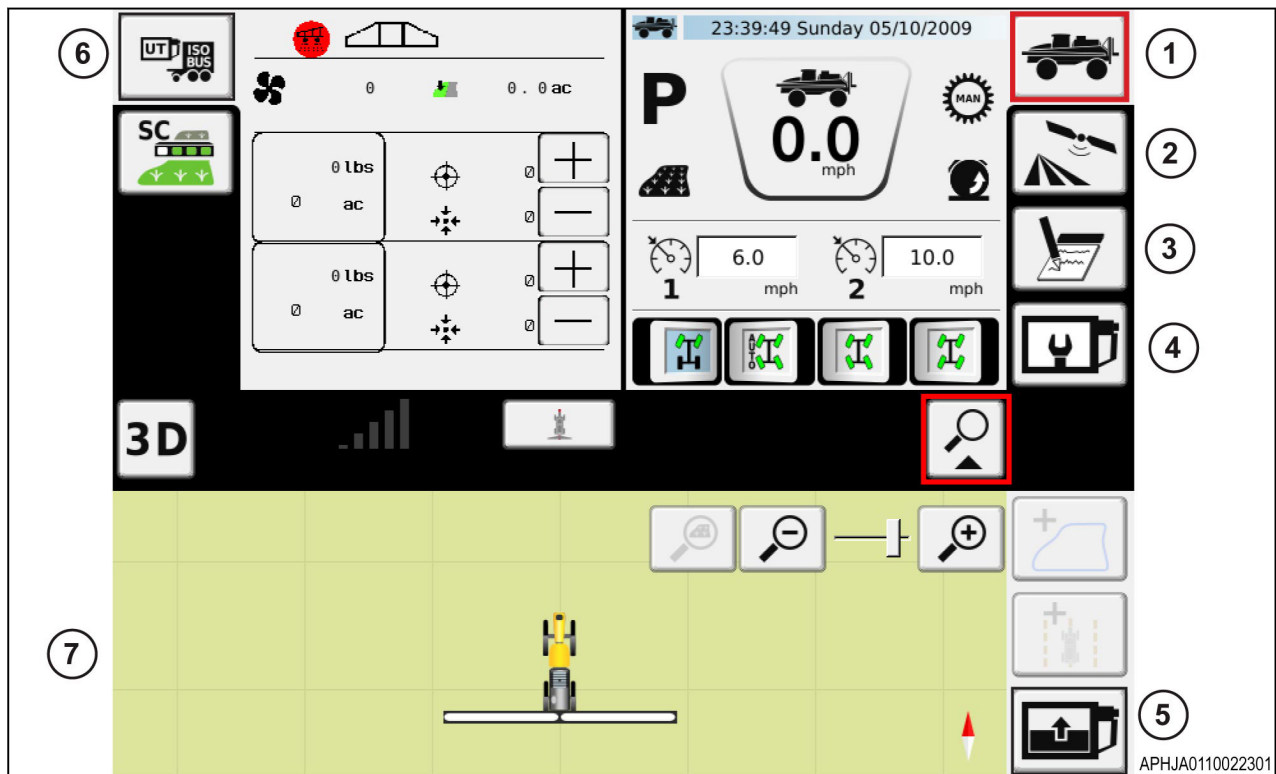 6
UT ISO
BUS
SC
0 0.0 ac
0 lbs
0 ac
0
0
0 lbs
0 ac
0
0
23:39:49 Sunday 05/10/2009
P
MAN
0.0
mph
6.0
1 mph
10.0
2 mph
AUTO
1
2
3
4
3D
7
5
APHJA0110022301